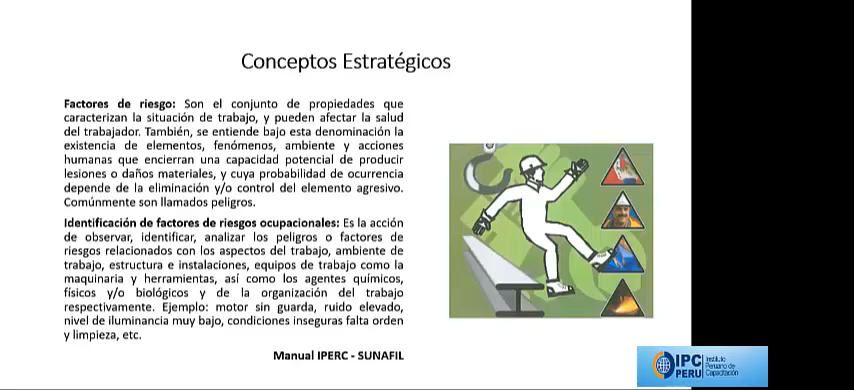 Conceptos Estratégicos
Factores de riesgo: Son el conjunto de propiedades que
caracterizan la situación de trabajo, y pueden afectar la salud
del trabajador. También, se entiende bajo esta denominación la
existencia de elementos, fenómenos, ambiente y acciones
humanas que encierran una capacidad potencial de producir
lesiones o daños materiales, y cuya probabilidad de ocurrencia
depende de la eliminación y/o control del elemento agresivo.
Comúnmente son llamados peligros.
Identificación de factores de riesgos ocupacionales: Es la acción
de observar, identificar, analizar los peligros o factores de
riesgos relacionados con los aspectos del trabajo, ambiente de
trabajo, estructura e instalaciones, equipos de trabajo como la
maquinaria y herramientas, así como los agentes químicos,
físicos y/o biológicos y de la organización del trabajo
respectivamente. Ejemplo: motor sin guarda, ruido elevado,
nivel de iluminancia muy bajo, condiciones inseguras falta orden
y limpieza, etc.
Manual IPERC - SUNAFIL
IPC
PERU
Instituto
Peruano de
Capacitación